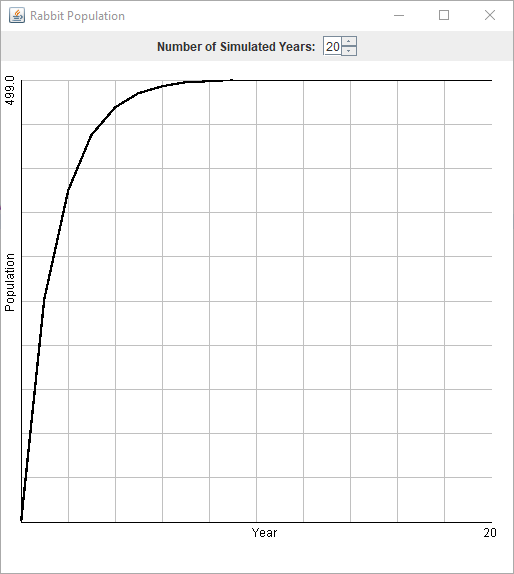 Rabbit Population
Number of Simulated Years: 20
499.0
Population
Year
20